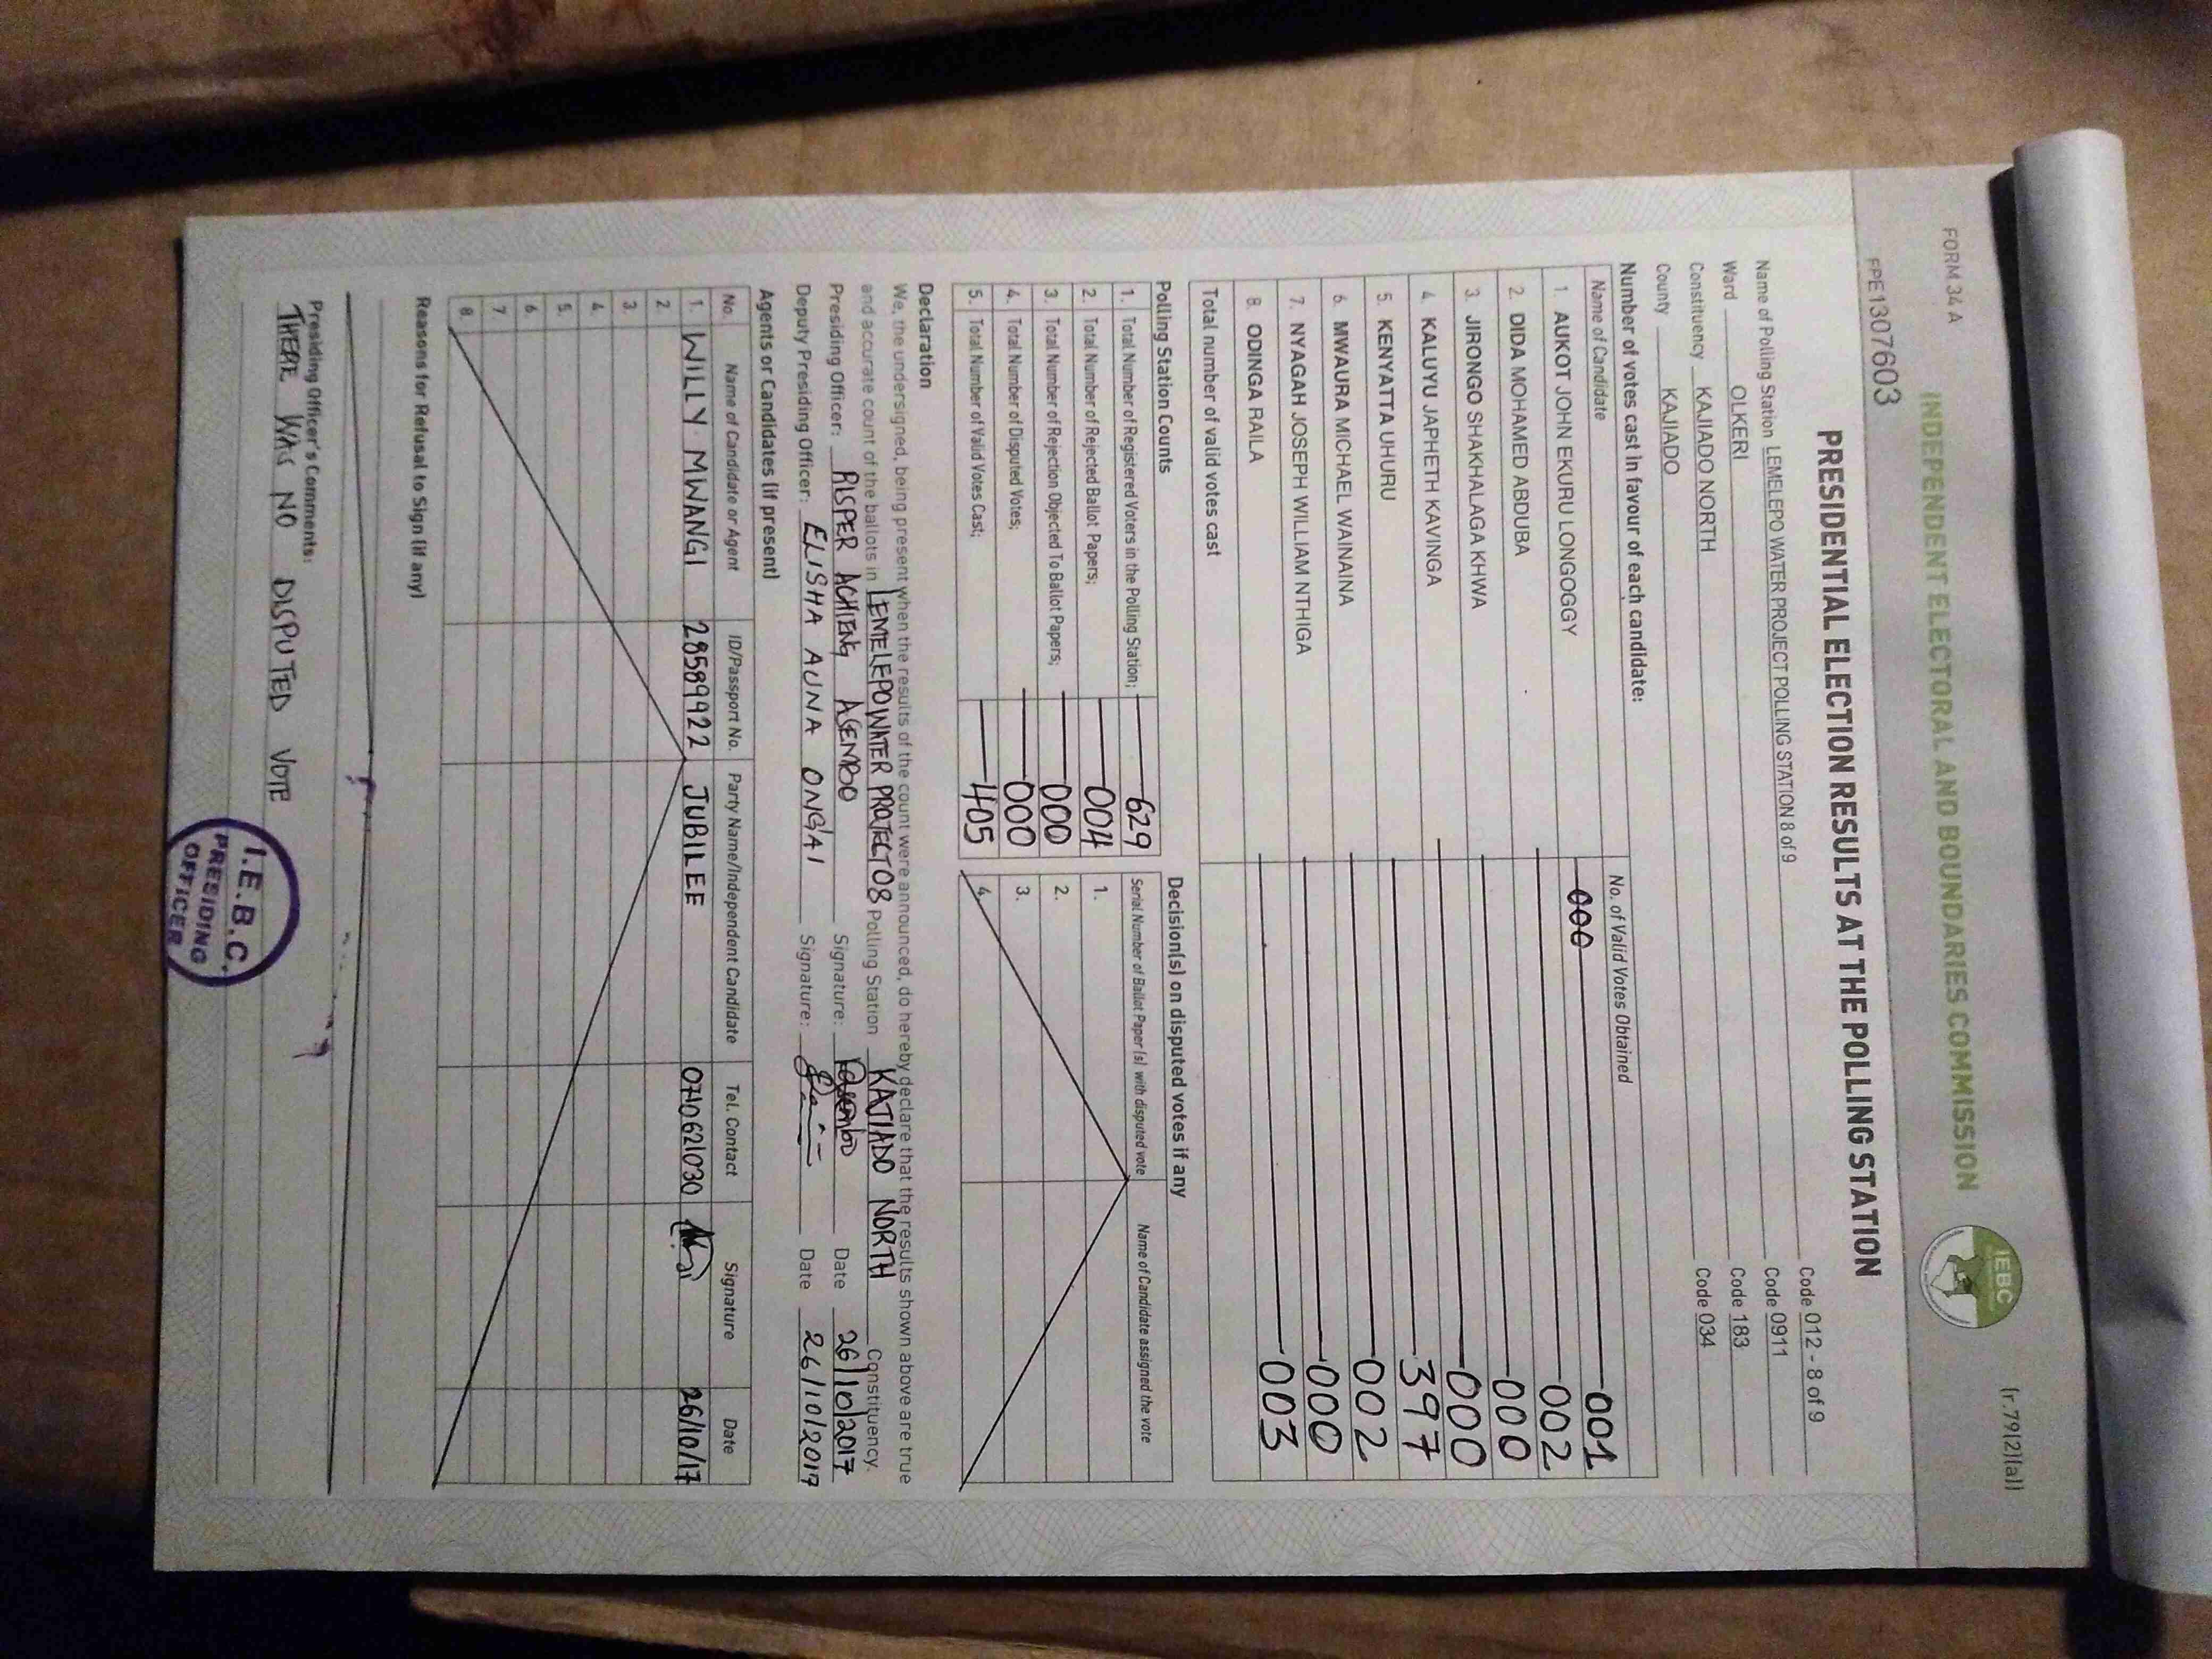 FORM 34 A
(r.79(2)(a))
INDEPENDENT ELECTORAL AND BOUNDARIES COMMISSION
IEBC
FPE1307603
PRESIDENTIAL ELECTION RESULTS AT THE POLLING STATION
Name of Polling Station LEMELEPO WATER PROJECT POLLING STATION 8 of 9 Code 012 - 8 of 9
Ward OLKERI Code 0911
Constituency KAJIADO NORTH Code 183
County KAJIADO Code 034
Number of votes cast in favour of each candidate:
Name of Candidate No. of Valid Votes Obtained
1. AUKOT JOHN EKURU LONGOGGY 000 001
2. DIDA MOHAMED ABDUBA 002
3. JIRONGO SHAKHALAGA KHWA 000
4. KALUYU JAPHETH KAVINGA 000
5. KENYATTA UHURU 397
6. MWAURA MICHAEL WAINAINA 002
7. NYAGAH JOSEPH WILLIAM NTHIGA 000
8. ODINGA RAILA 003
Total number of valid votes cast
Polling Station Counts
1. Total Number of Registered Voters in the Polling Station; 629
2. Total Number of Rejected Ballot Papers; 004
3. Total Number of Rejection Objected To Ballot Papers; 000
4. Total Number of Disputed Votes; 000
5. Total Number of Valid Votes Cast; 405
Decision(s) on disputed votes if any
Serial Number of Ballot Paper (s) with disputed vote Name of Candidate assigned the vote
1.
2.
3.
4.
Declaration
We, the undersigned, being present when the results of the count were announced, do hereby declare that the results shown above are true
and accurate count of the ballots in LEMELEPO WATER PROJECT 08 Polling Station KAJIADO NORTH Constituency.
Presiding Officer: RISPER ACHIENG AGEMBO Signature: Date 26/10/2017
Deputy Presiding Officer: ELISHA AUNA ONGAI Signature: Date 26/10/2017
Agents or Candidates (if present)
No. Name of Candidate or Agent ID/Passport No. Party Name/Independent Candidate Tel. Contact Signature Date
1. WILLY MWANGI 28589922 JUBILEE 0710621030 26/10/17
2.
3.
4.
5.
6.
7.
8.
Reasons for Refusal to Sign (if any)
Presiding Officer's Comments:
THERE WAS NO DISPUTED VOTE
I.E.B.C.
PRESIDING
OFFICER